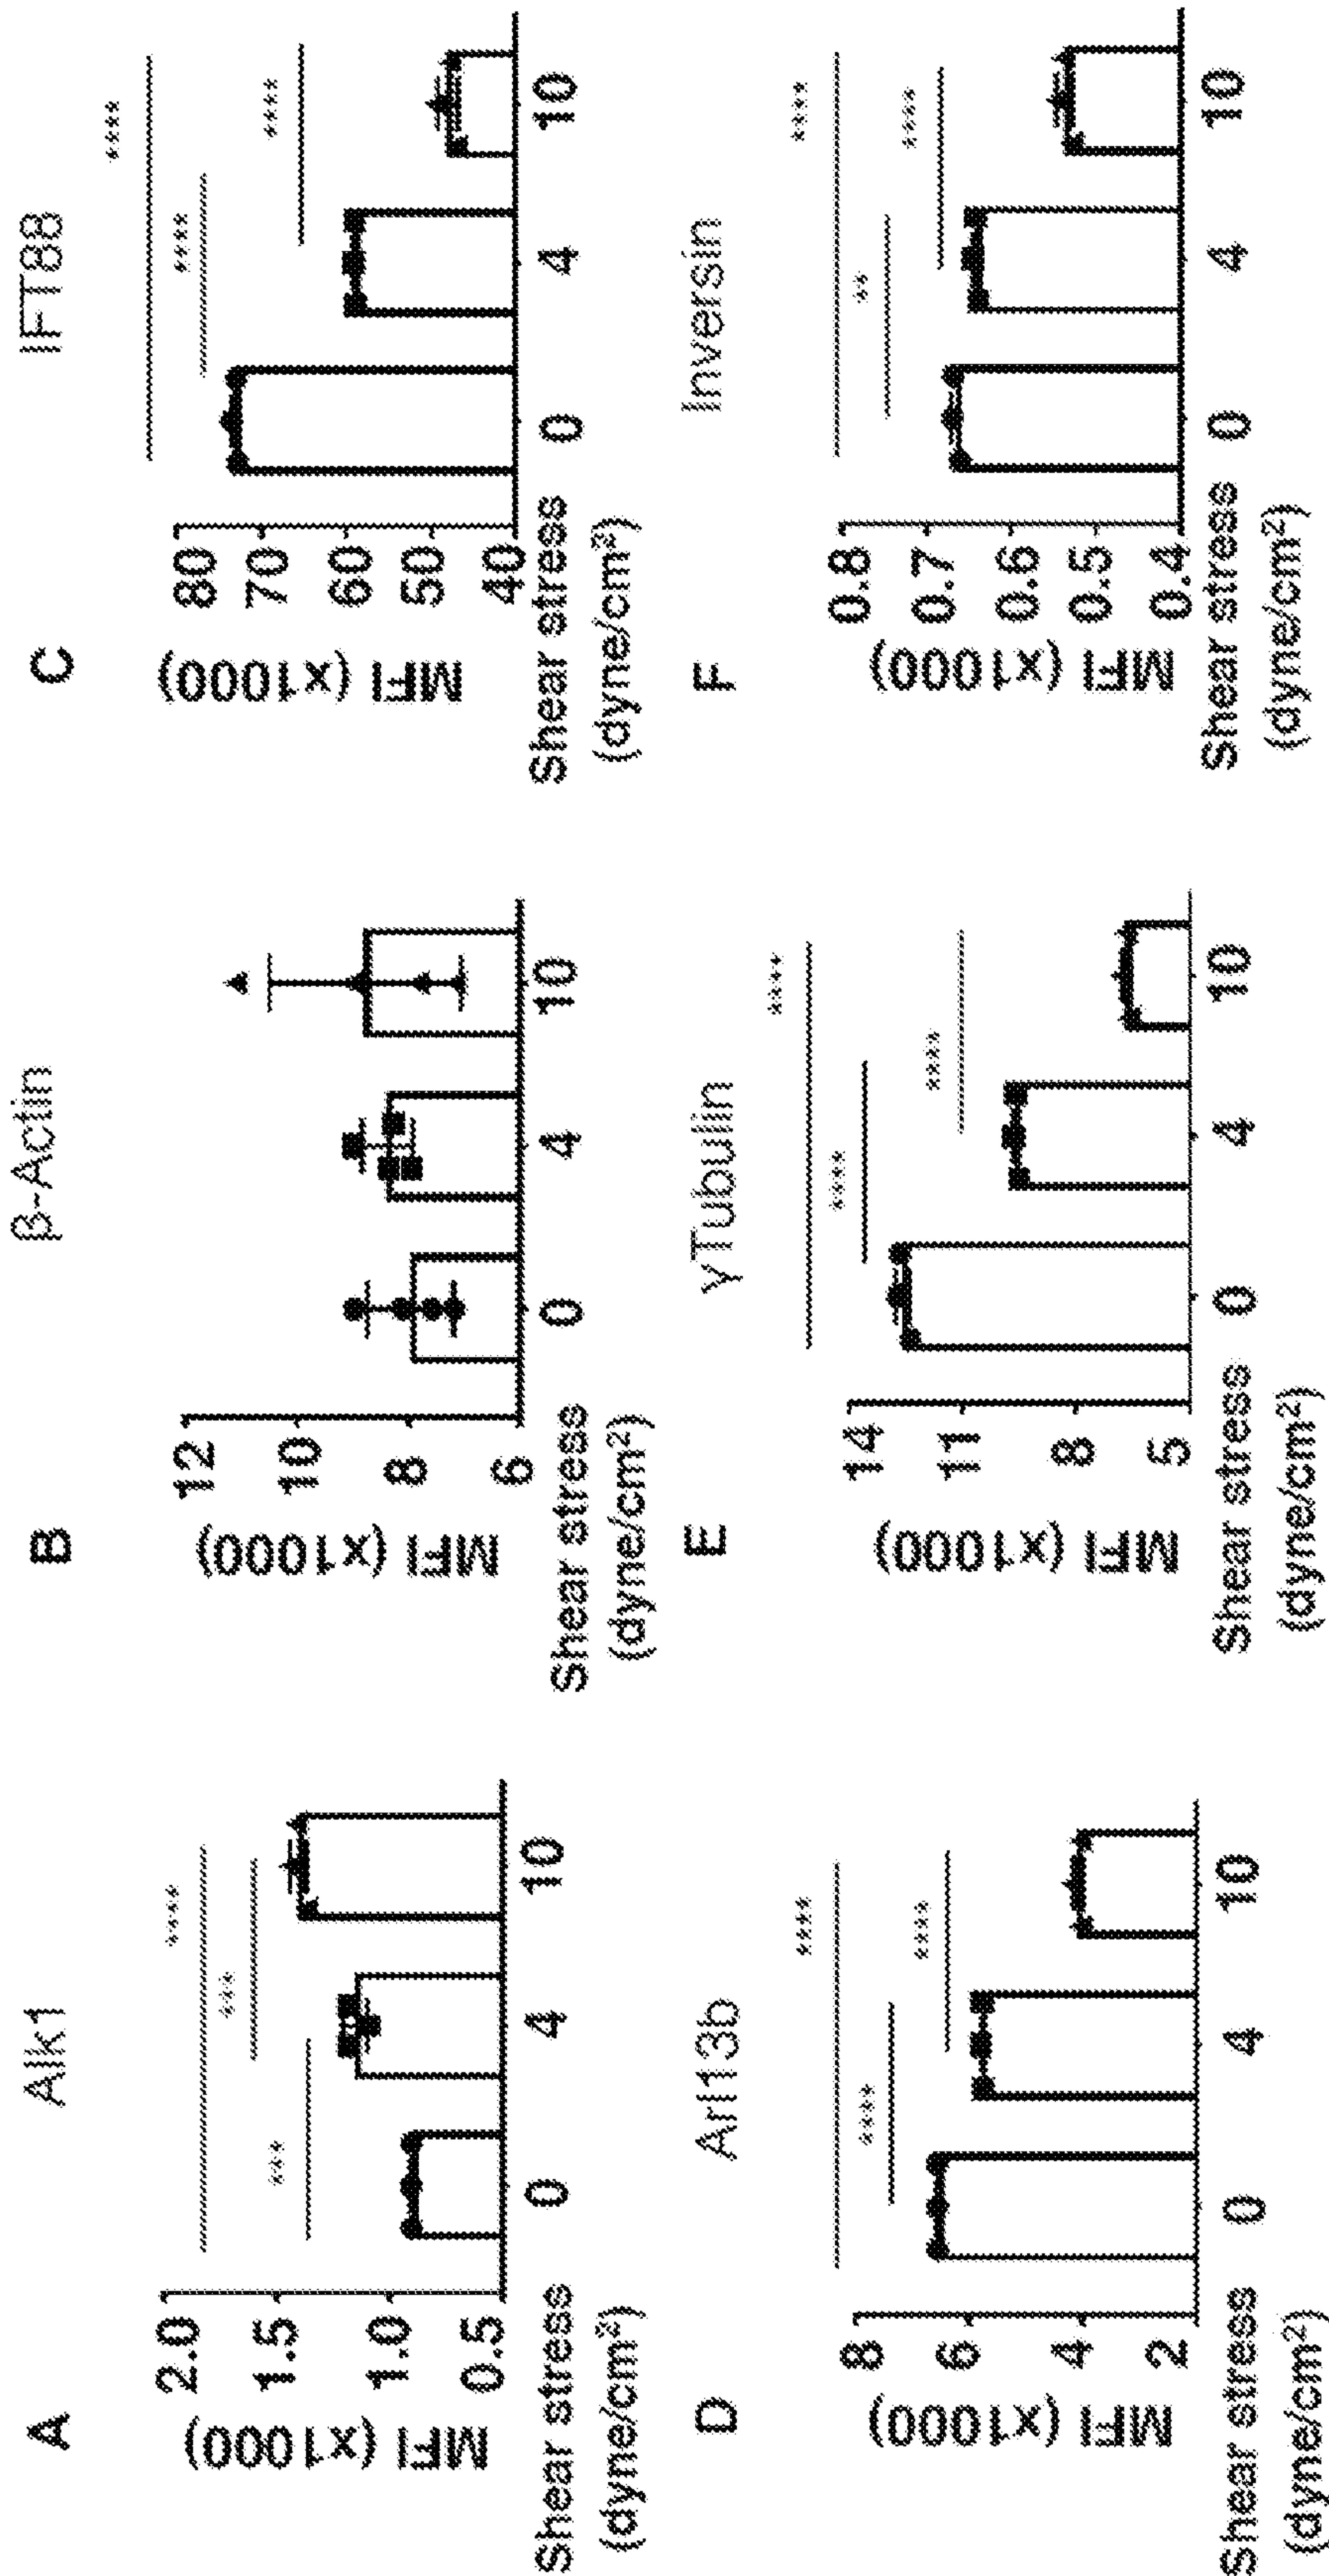 A
Alk1
MFI (x1000)
2.0
1.5
1.0
0.5
****
***
***
0
4
10
Shear stress
(dyne/cm²)
B
β-Actin
MFI (x1000)
12
10
8
6
0
4
10
Shear stress
(dyne/cm²)
C
IFT88
MFI (x1000)
80
70
60
50
40
****
****
****
0
4
10
Shear stress
(dyne/cm²)
D
Arl13b
MFI (x1000)
8
6
4
2
****
****
****
0
4
10
Shear stress
(dyne/cm²)
E
γTubulin
MFI (x1000)
14
11
8
5
****
****
****
0
4
10
Shear stress
(dyne/cm²)
F
Inversin
MFI (x1000)
0.8
0.7
0.6
0.5
0.4
****
**
****
0
4
10
Shear stress
(dyne/cm²)